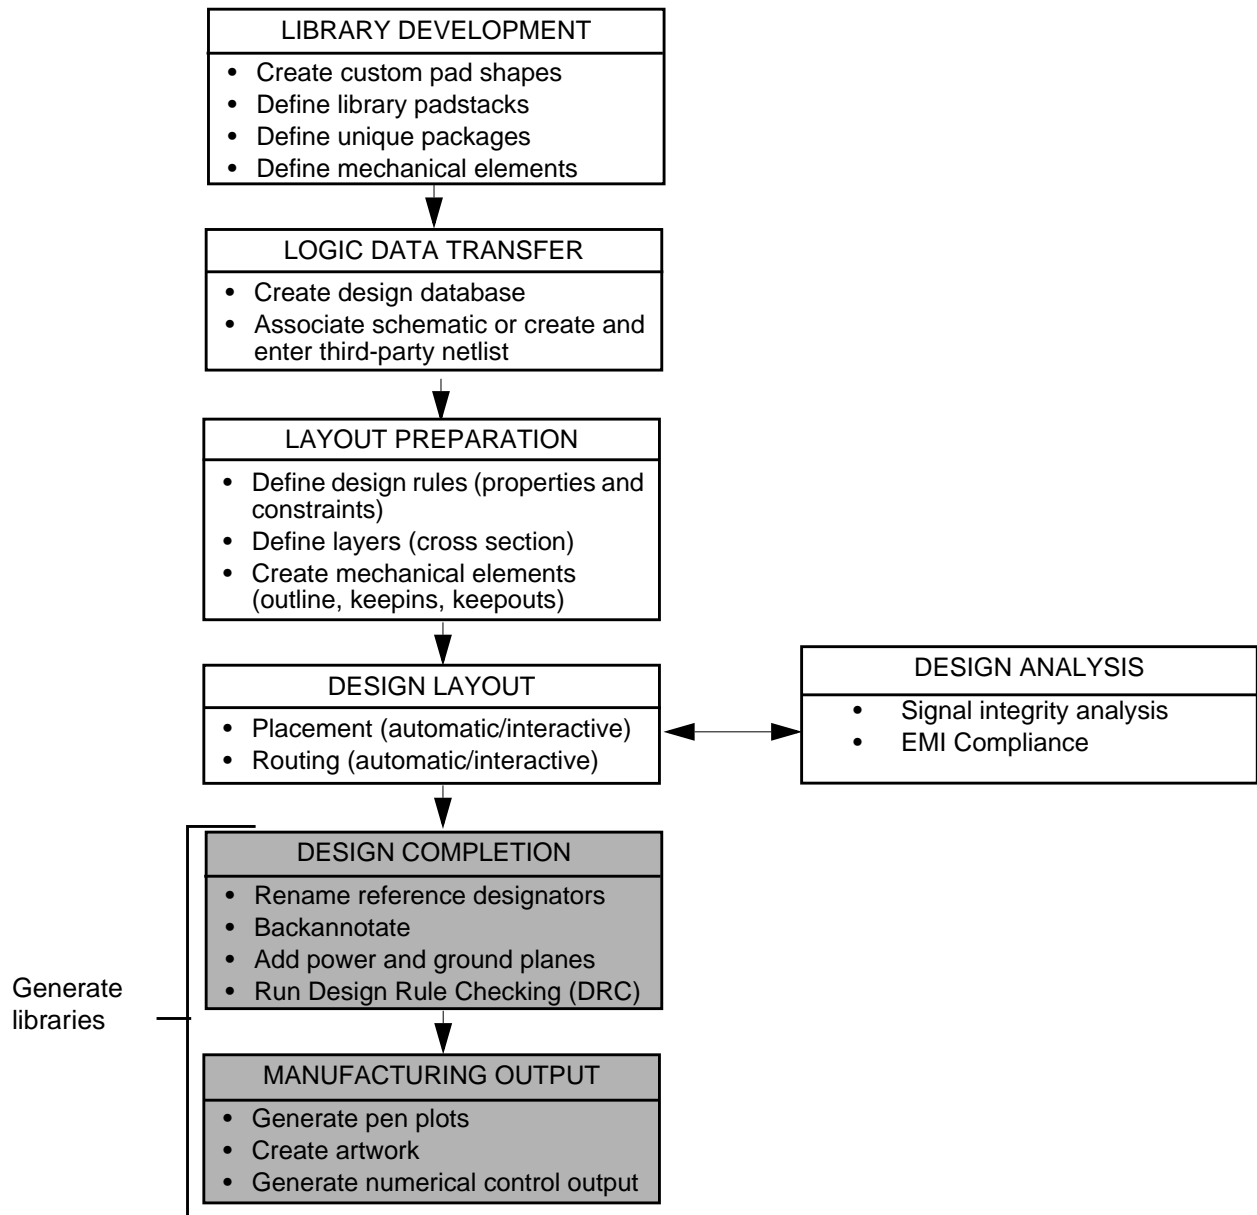 LIBRARY DEVELOPMENT
• Create custom pad shapes
• Define library padstacks
• Define unique packages
• Define mechanical elements
LOGIC DATA TRANSFER
• Create design database
• Associate schematic or create and
enter third-party netlist
LAYOUT PREPARATION
• Define design rules (properties and
constraints)
• Define layers (cross section)
• Create mechanical elements
(outline, keepins, keepouts)
DESIGN LAYOUT
• Placement (automatic/interactive)
• Routing (automatic/interactive)
DESIGN ANALYSIS
• Signal integrity analysis
• EMI Compliance
DESIGN COMPLETION
• Rename reference designators
• Backannotate
• Add power and ground planes
• Run Design Rule Checking (DRC)
Generate
libraries
MANUFACTURING OUTPUT
• Generate pen plots
• Create artwork
• Generate numerical control output